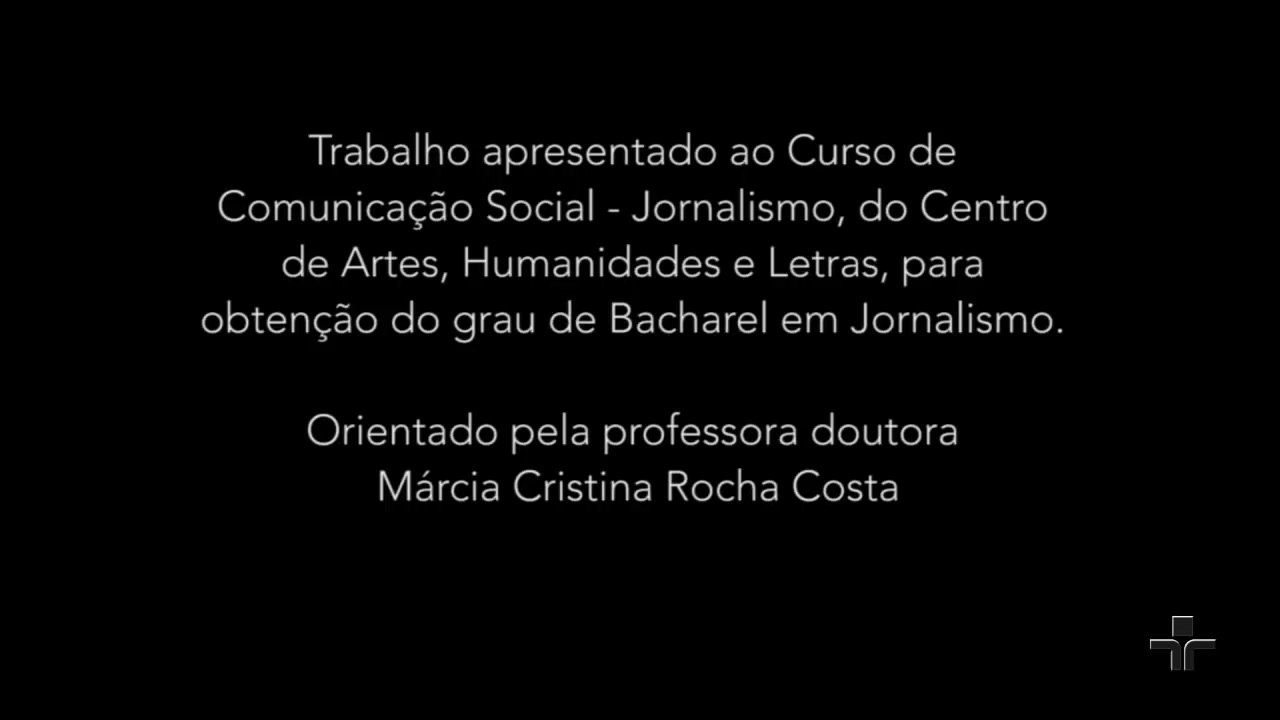 Trabalho apresentado ao Curso de
Comunicação Social - Jornalismo, do Centro
de Artes, Humanidades e Letras, para
obtenção do grau de Bacharel em Jornalismo.
Orientado pela professora doutora
Márcia Cristina Rocha Costa